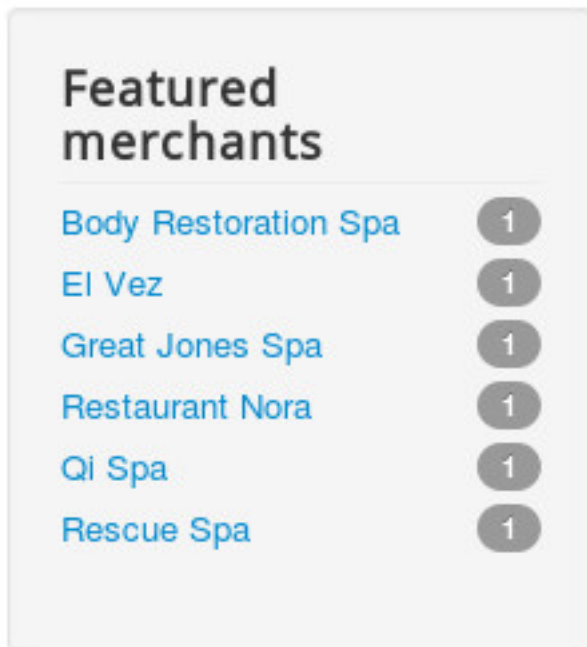 Featured
merchants
Body Restoration Spa 1
El Vez 1
Great Jones Spa 1
Restaurant Nora 1
Qi Spa 1
Rescue Spa 1